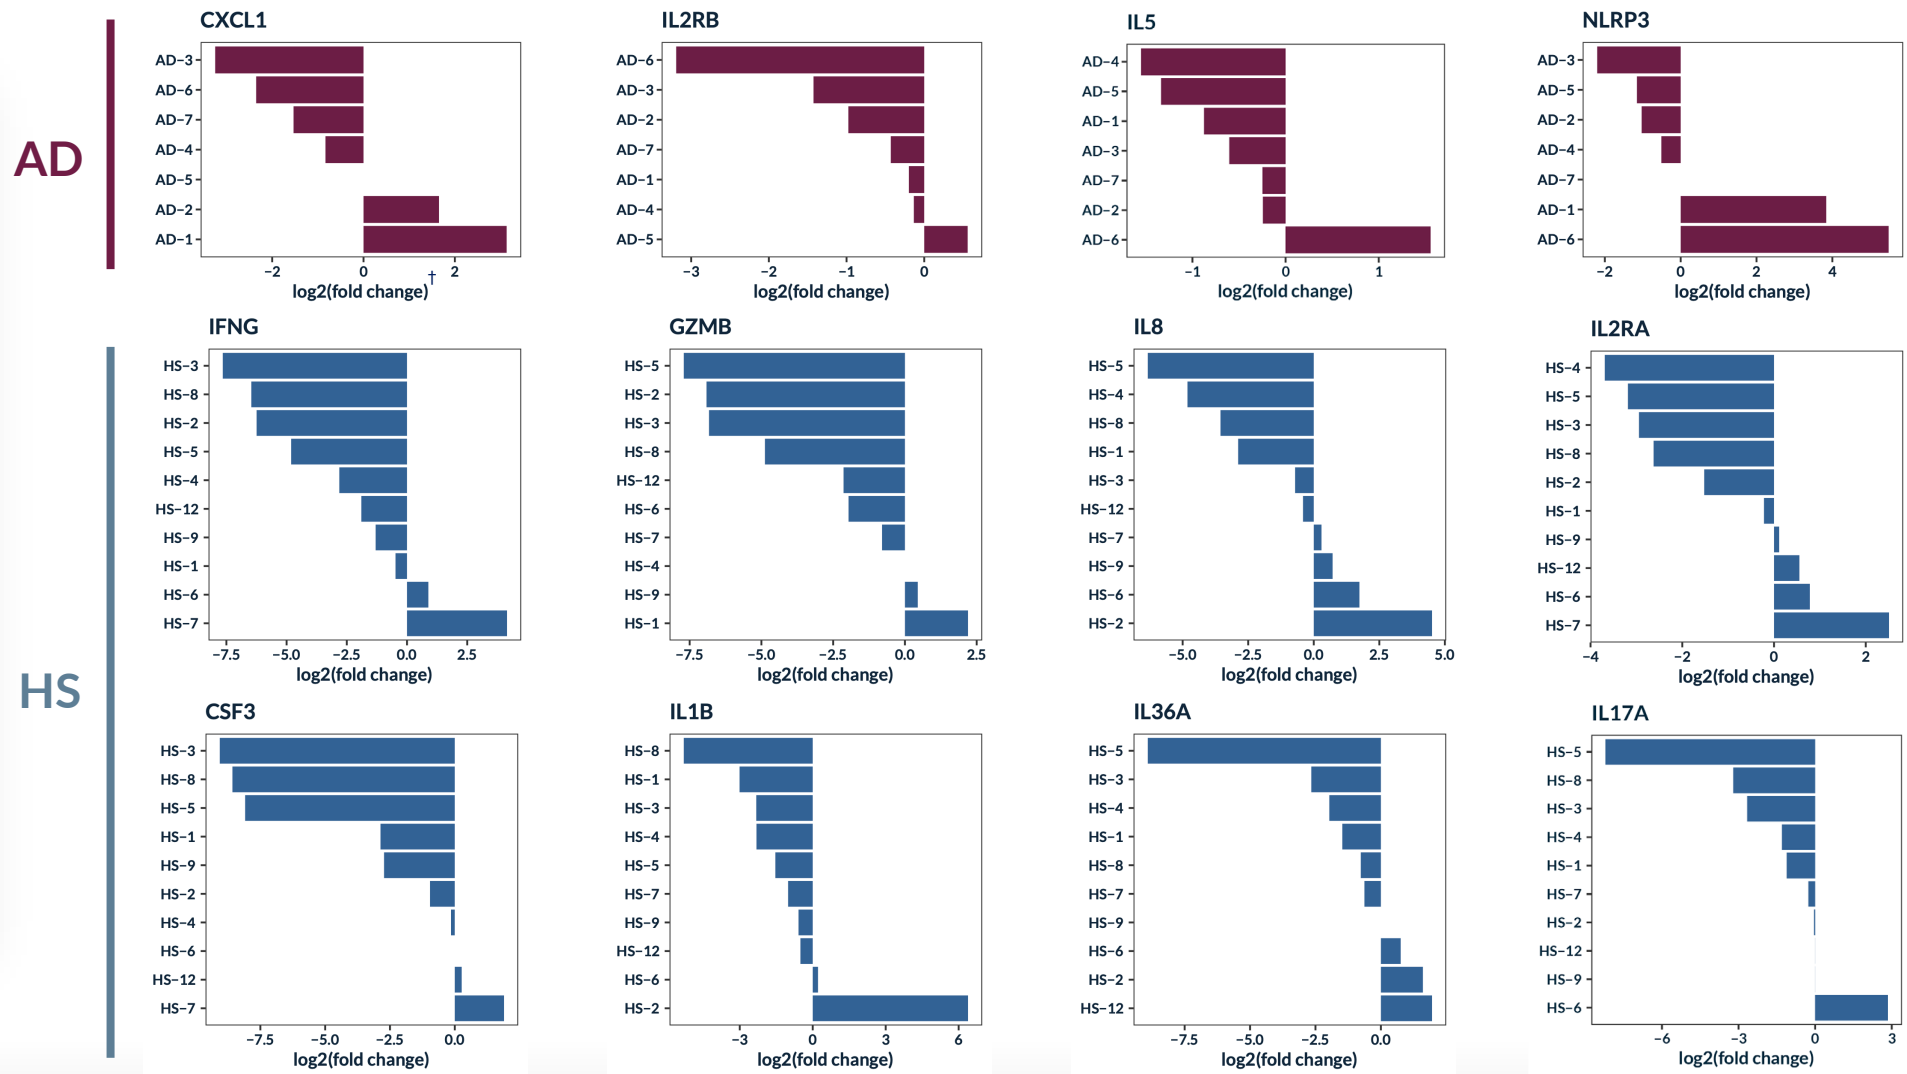 AD
CXCL1
AD-3
AD-6
AD-7
AD-4
AD-5
AD-2
AD-1
−2 0 2
log2(fold change)†
IL2RB
AD-6
AD-3
AD-2
AD-7
AD-1
AD-4
AD-5
−3 −2 −1 0
log2(fold change)
IL5
AD-4
AD-5
AD-1
AD-3
AD-7
AD-2
AD-6
−1 0 1
log2(fold change)
NLRP3
AD-3
AD-5
AD-2
AD-4
AD-7
AD-1
AD-6
−2 0 2 4
log2(fold change)
HS
IFNG
HS-3
HS-8
HS-2
HS-5
HS-4
HS-12
HS-9
HS-1
HS-6
HS-7
−7.5 −5.0 −2.5 0.0 2.5
log2(fold change)
GZMB
HS-5
HS-2
HS-3
HS-8
HS-12
HS-6
HS-7
HS-4
HS-9
HS-1
−7.5 −5.0 −2.5 0.0 2.5
log2(fold change)
IL8
HS-5
HS-4
HS-8
HS-1
HS-3
HS-12
HS-7
HS-9
HS-6
HS-2
−5.0 −2.5 0.0 2.5 5.0
log2(fold change)
IL2RA
HS-4
HS-5
HS-3
HS-8
HS-2
HS-1
HS-9
HS-12
HS-6
HS-7
−4 −2 0 2
log2(fold change)
CSF3
HS-3
HS-8
HS-5
HS-1
HS-9
HS-2
HS-4
HS-6
HS-12
HS-7
−7.5 −5.0 −2.5 0.0
log2(fold change)
IL1B
HS-8
HS-1
HS-3
HS-4
HS-5
HS-7
HS-9
HS-12
HS-6
HS-2
−3 0 3 6
log2(fold change)
IL36A
HS-5
HS-3
HS-4
HS-1
HS-8
HS-7
HS-9
HS-6
HS-2
HS-12
−7.5 −5.0 −2.5 0.0
log2(fold change)
IL17A
HS-5
HS-8
HS-3
HS-4
HS-1
HS-7
HS-2
HS-12
HS-9
HS-6
−6 −3 0 3
log2(fold change)